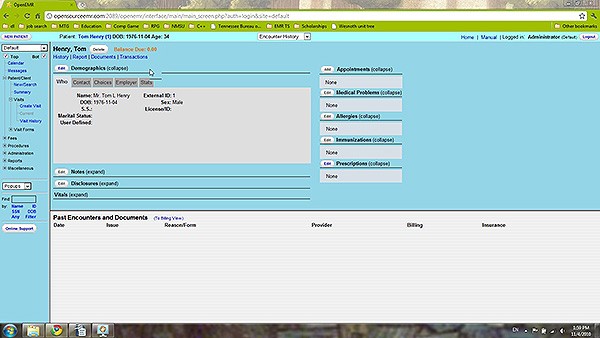 OpenEMR
opensourceemr.com:2089/openemr/interface/main/main_screen.php?auth=login&site=default
dl
job search
MTG
Education
Comp Game
RPG
NMSU
C++
Tennessee Bureau o...
EMR TS
Scholarships
Wesnoth unit tree
Other bookmarks
NEW PATIENT
Patient: Tom Henry (1) DOB: 1976-11-04 Age: 34
Encounter History
Home | Manual | Logged in: Administrator (Default)
Logout
Default
Top Bot
Calendar
Messages
Patient/Client
New/Search
Summary
Visits
Create Visit
Current
Visit History
Visit Forms
Fees
Procedures
Administration
Reports
Miscellaneous
Popups
Find:
by: Name ID
SSN DOB
Any Filter
Online Support
Henry, Tom
Delete
Balance Due: 0.00
History | Report | Documents | Transactions
Edit Demographics (collapse)
Who Contact Choices Employer Stats
Name: Mr. Tom L Henry External ID: 1
DOB: 1976-11-04 Sex: Male
S.S.: License/ID:
Marital Status:
User Defined:
Edit Notes (expand)
Edit Disclosures (expand)
Vitals (expand)
Add Appointments (collapse)
None
Edit Medical Problems (collapse)
None
Edit Allergies (collapse)
None
Edit Immunizations (collapse)
None
Edit Prescriptions (collapse)
None
Past Encounters and Documents (To Billing View)
Date Issue Reason/Form Provider Billing Insurance
EN
1:59 PM